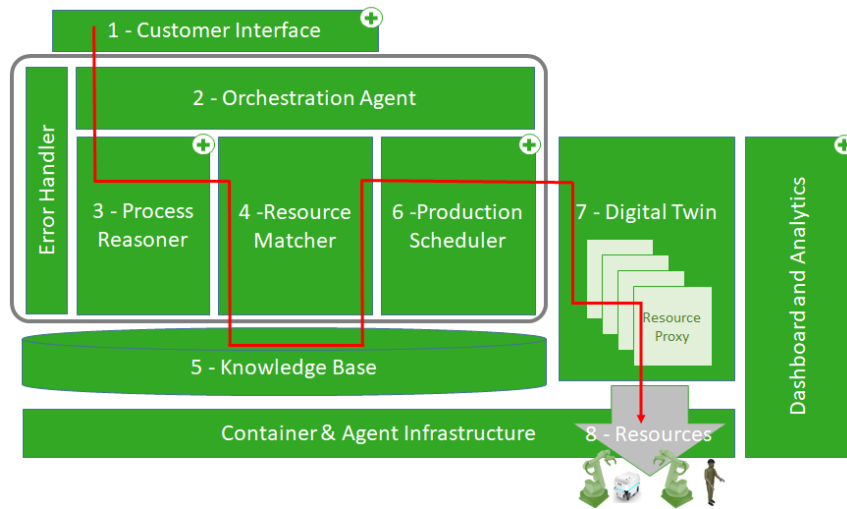 1 - Customer Interface
2 - Orchestration Agent
Error Handler
3 - Process
Reasoner
4 -Resource
Matcher
6 -Production
Scheduler
7 - Digital Twin
Resource
Proxy
Dashboard and Analytics
5 - Knowledge Base
Container & Agent Infrastructure
8 - Resources